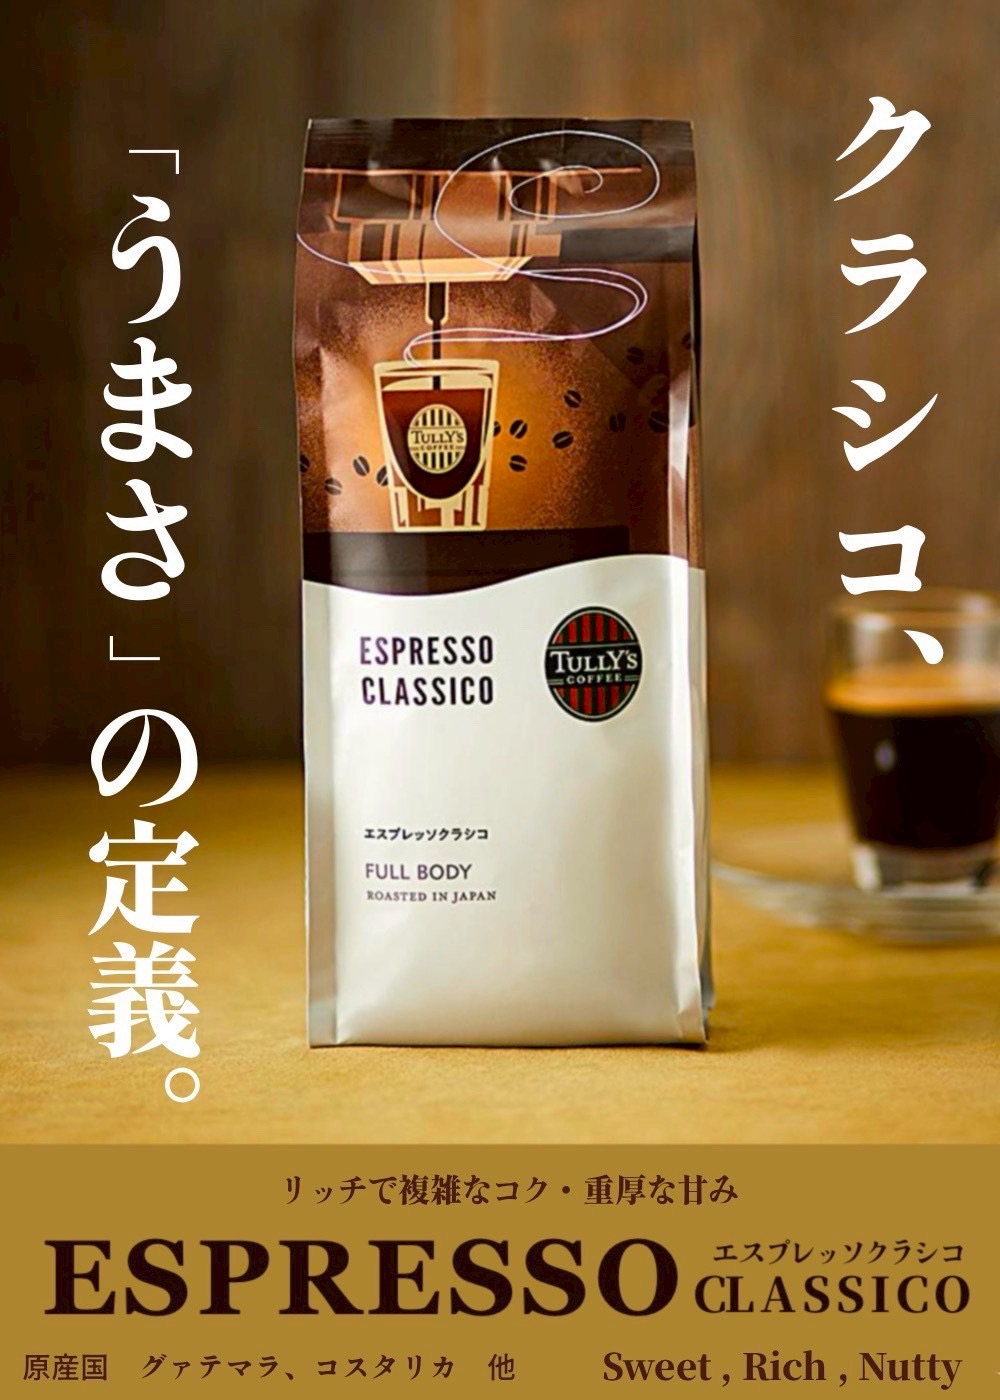 クラシコ、
「うまさ」の定義。
TULLY'S
COFFEE
ESPRESSO
CLASSICO
TULLY'S
COFFEE
エスプレッソクラシコ
FULL BODY
ROASTED IN JAPAN
リッチで複雑なコク・重厚な甘み
ESPRESSO
エスプレッソクラシコ
CLASSICO
原産国　グァテマラ、コスタリカ　他
Sweet , Rich , Nutty